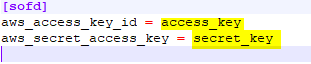 [sofd]
aws_access_key_id = access_key
aws_secret_access_key = secret_key